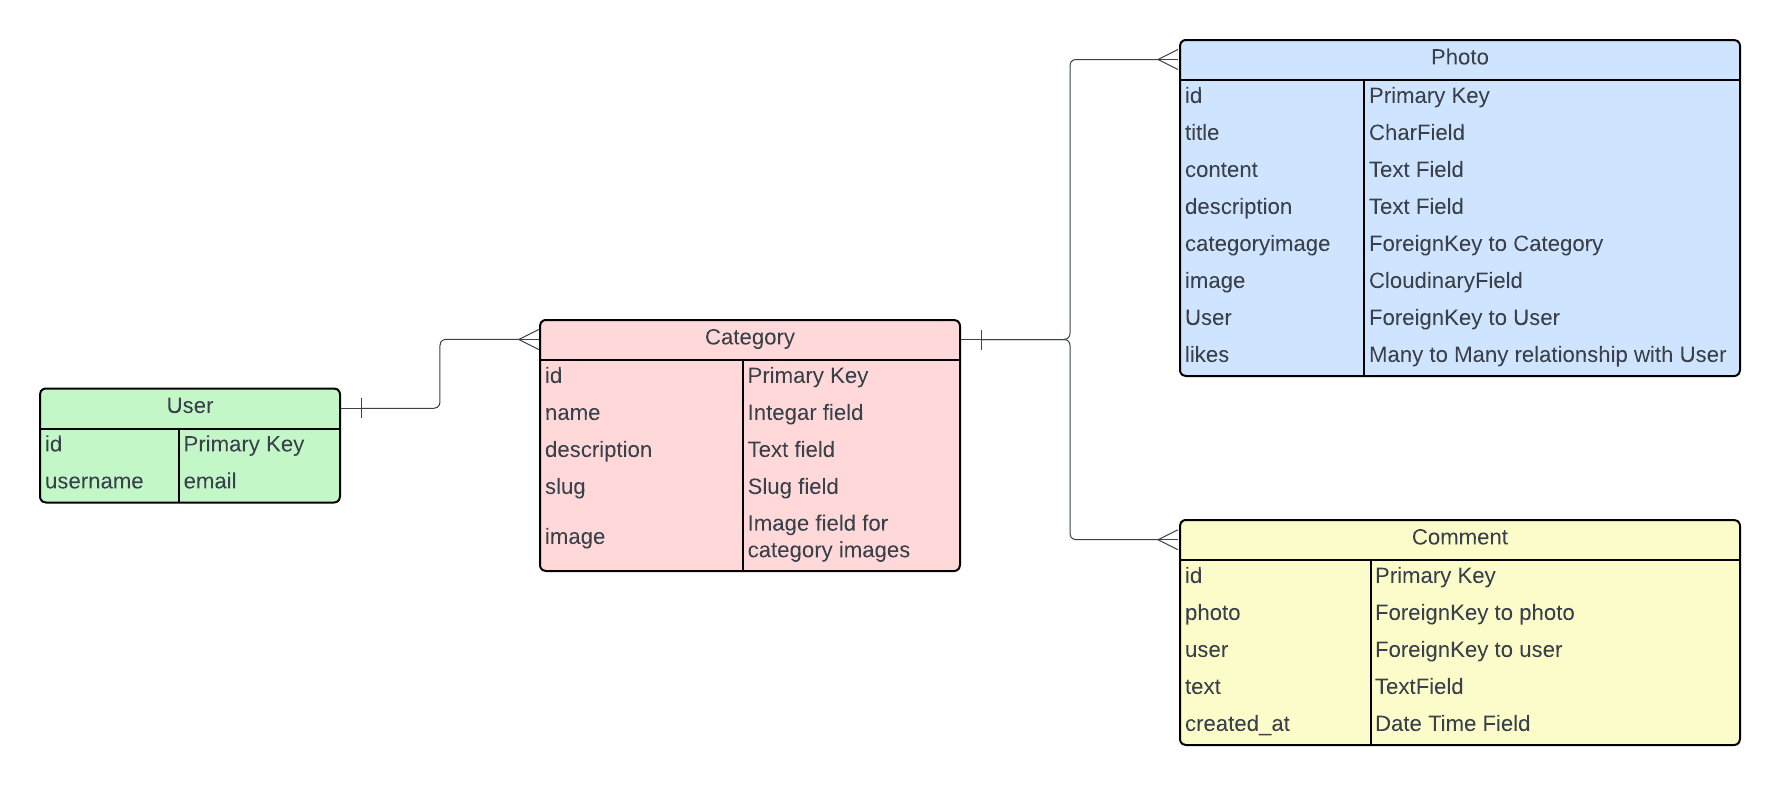 User
id Primary Key
username email
Category
id Primary Key
name Integar field
description Text field
slug Slug field
image Image field for
category images
Photo
id Primary Key
title CharField
content Text Field
description Text Field
categoryimage ForeignKey to Category
image CloudinaryField
User ForeignKey to User
likes Many to Many relationship with User
Comment
id Primary Key
photo ForeignKey to photo
user ForeignKey to user
text TextField
created_at Date Time Field